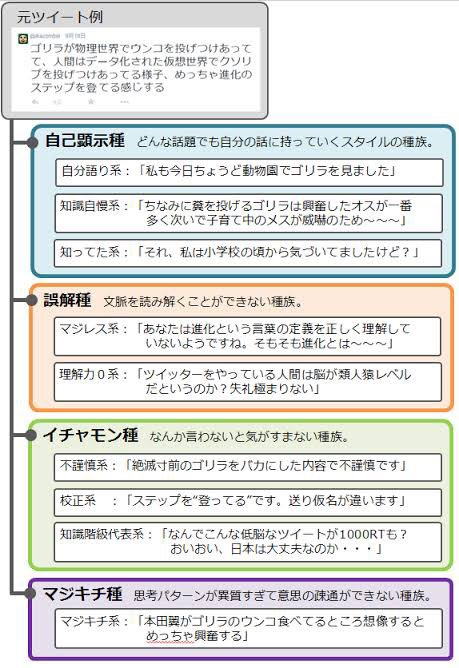 元ツイート例
ゴリラが物理世界でウンコを投げつけあってて
て、人間はデータ化された仮想世界でクソリ
プを投げつけあってる様子、めっちゃ進化の
ステップを登てる感じする
自己顕示種 どんな話題でも自分の話に持っていくスタイルの種族。
自分語り系：「私も今日ちょうど動物園でゴリラを見ました」
知識自慢系：「ちなみに糞を投げるゴリラは興奮したオスが一番
多く次いで子育て中のメスが威嚇のため～～～」
知ってた系：「それ、私は小学校の頃から気づいてましたけど？」
誤解種 文脈を読み解くことができない種族。
マジレス系：「あなたは進化という言葉の定義を正しく理解して
いないようですね。そもそも進化とは～～～」
理解力０系：「ツイッターをやっている人間は脳が類人猿レベル
だというのか？失礼極まりない」
イチャモン種 なんか言わないと気がすまない種族。
不謹慎系：「絶滅寸前のゴリラをバカにした内容で不謹慎です」
校正系 ：「ステップを“登ってる”です。送り仮名が違います」
知識階級代表系：「なんでこんな低脳なツイートが1000RTも？
おいおい、日本は大丈夫なのか・・・」
マジキチ種 思考パターンが異質すぎて意思の疎通ができない種族。
マジキチ系：「本田翼がゴリラのウンコ食べてるところ想像すると
めっちゃ興奮する」